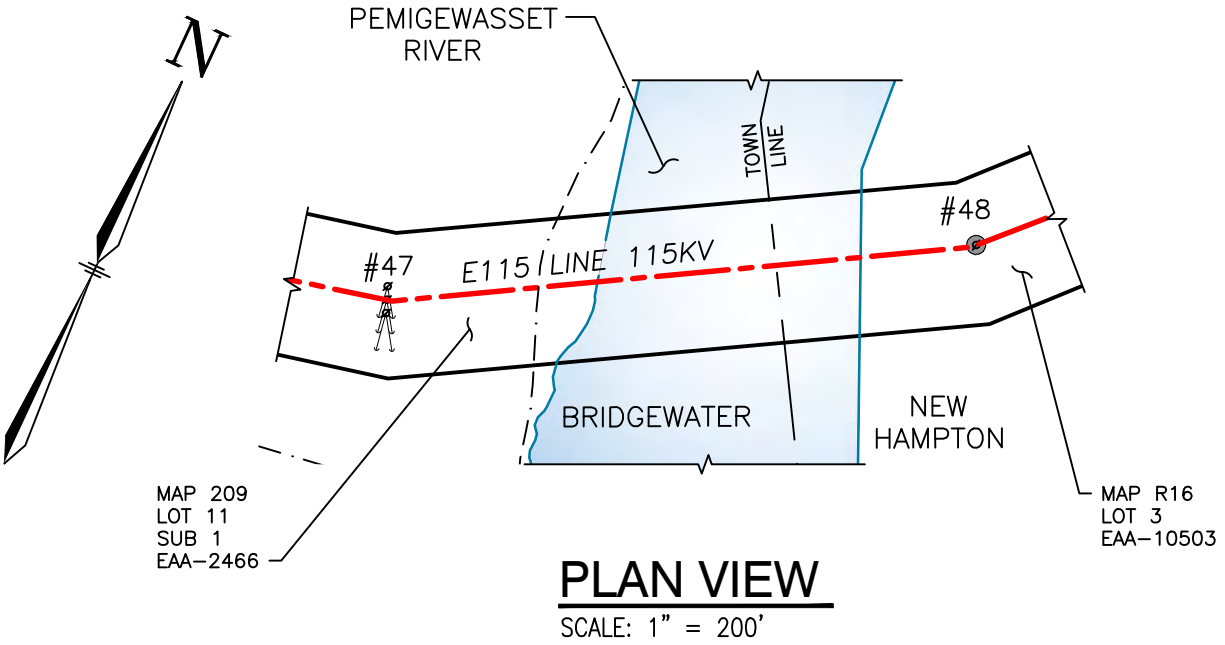 N
PEMIGEWASSET
RIVER
TOWN
LINE
#48
#47
E115 LINE 115KV
BRIDGEWATER
NEW
HAMPTON
MAP 209
LOT 11
SUB 1
EAA-2466
MAP R16
LOT 3
EAA-10503
PLAN VIEW
SCALE: 1" = 200'